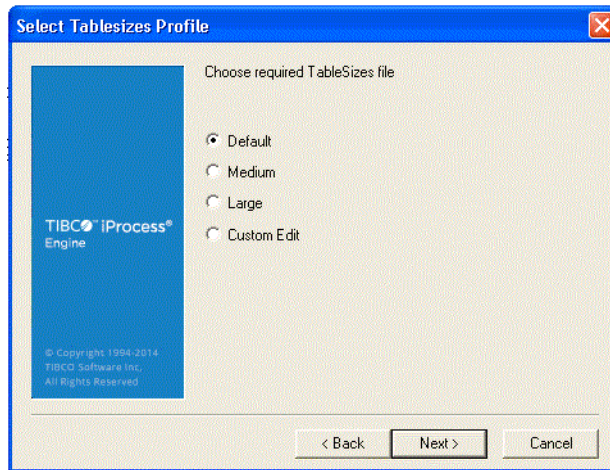 Select Tablesizes Profile
Choose required TableSizes file
Default
Medium
Large
Custom Edit
TIBCO™ iProcess®
Engine
© Copyright 1994-2014
TIBCO Software Inc,
All Rights Reserved
< Back
Next >
Cancel